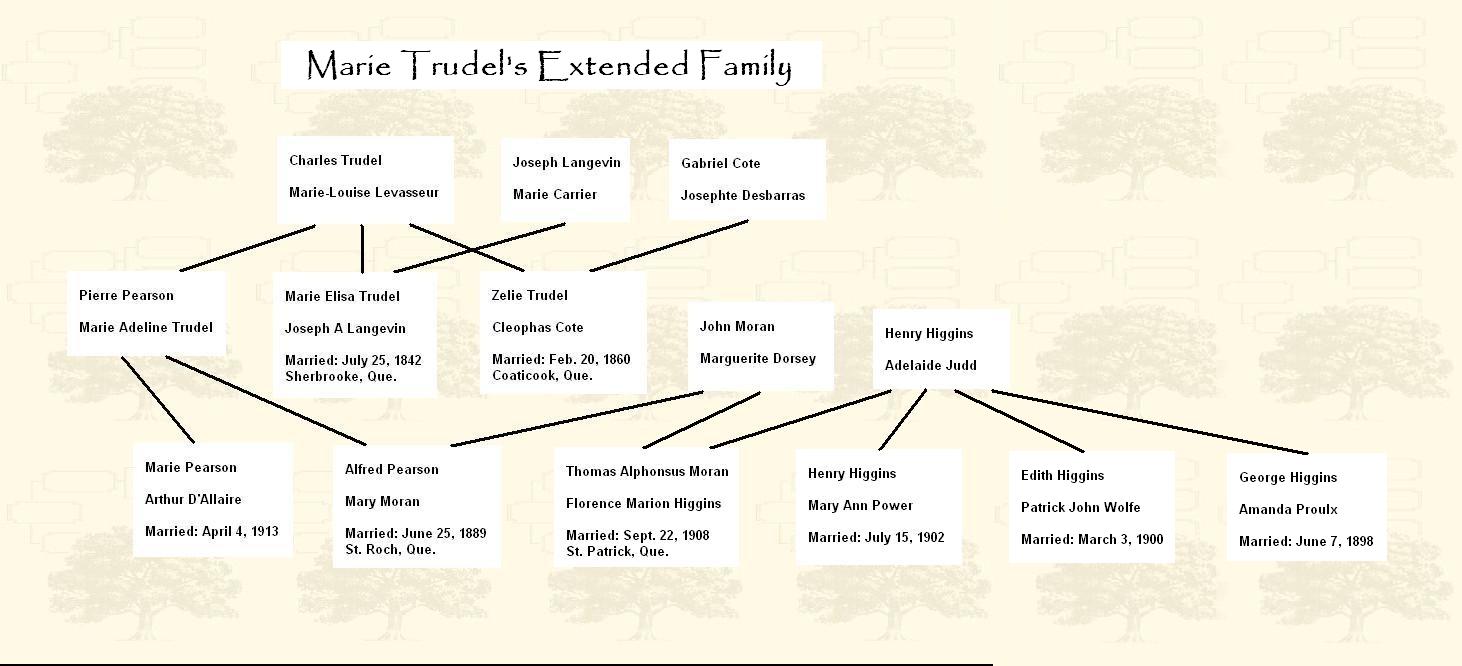 Marie Trudel's Extended Family
Charles Trudel
Marie-Louise Levasseur
Joseph Langevin
Marie Carrier
Gabriel Cote
Josephte Desbarras
Pierre Pearson
Marie Adeline Trudel
Marie Elisa Trudel
Joseph A Langevin
Married: July 25, 1842
Sherbrooke, Que.
Zelie Trudel
Cleophas Cote
Married: Feb. 20, 1860
Coaticook, Que.
John Moran
Marguerite Dorsey
Henry Higgins
Adelaide Judd
Marie Pearson
Arthur D'Allaire
Married: April 4, 1913
Alfred Pearson
Mary Moran
Married: June 25, 1889
St. Roch, Que.
Thomas Alphonsus Moran
Florence Marion Higgins
Married: Sept. 22, 1908
St. Patrick, Que.
Henry Higgins
Mary Ann Power
Married: July 15, 1902
Edith Higgins
Patrick John Wolfe
Married: March 3, 1900
George Higgins
Amanda Proulx
Married: June 7, 1898